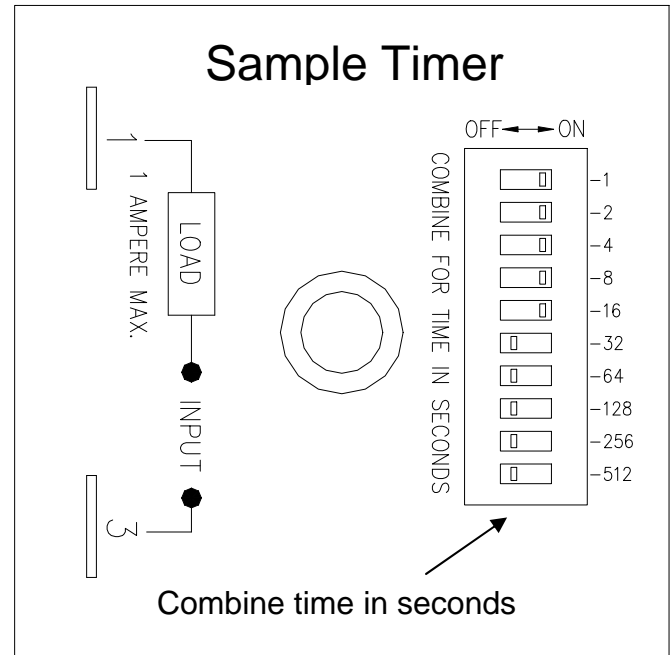 Sample Timer
1
1 AMPERE MAX.
LOAD
INPUT
3
OFF ON
COMBINE FOR TIME IN SECONDS
-1
-2
-4
-8
-16
-32
-64
-128
-256
-512
Combine time in seconds